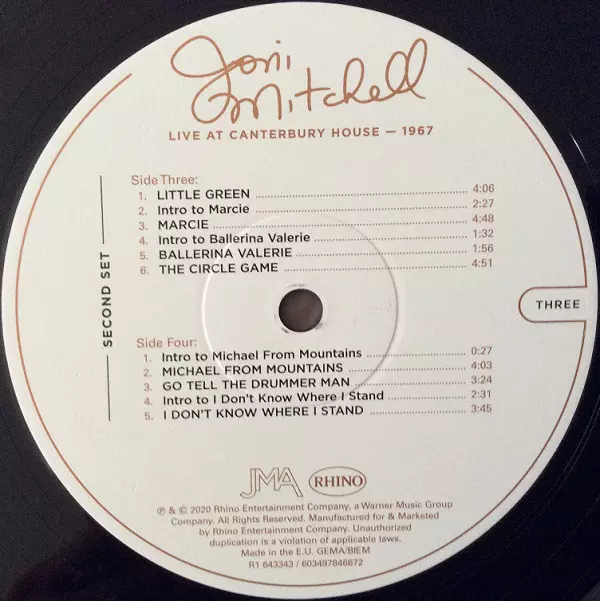 Joni
Mitchell
LIVE AT CANTERBURY HOUSE — 1967
SECOND SET
Side Three:
1. LITTLE GREEN 4:06
2. Intro to Marcie 2:27
3. MARCIE 4:48
4. Intro to Ballerina Valerie 1:32
5. BALLERINA VALERIE 1:56
6. THE CIRCLE GAME 4:51
THREE
Side Four:
1. Intro to Michael From Mountains 0:27
2. MICHAEL FROM MOUNTAINS 4:03
3. GO TELL THE DRUMMER MAN 3:24
4. Intro to I Don't Know Where I Stand 2:31
5. I DON'T KNOW WHERE I STAND 3:45
JMA RHINO
℗ & © 2020 Rhino Entertainment Company, a Warner Music Group
Company. All Rights Reserved. Manufactured for & Marketed
by Rhino Entertainment Company. Unauthorized
duplication is a violation of applicable laws.
Made in the E.U. GEMA/BIEM
R1 643343 / 603497846672